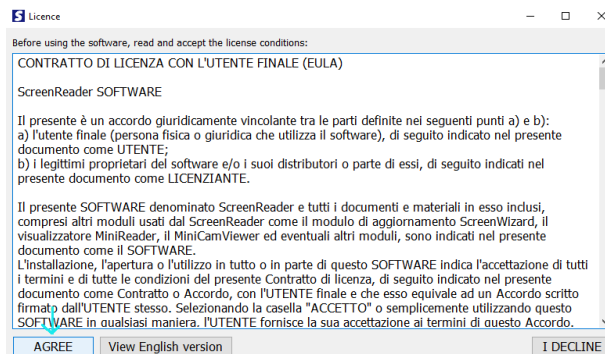 Licence
Before using the software, read and accept the license conditions:
CONTRATTO DI LICENZA CON L'UTENTE FINALE (EULA)
ScreenReader SOFTWARE
Il presente è un accordo giuridicamente vincolante tra le parti definite nei seguenti punti a) e b):
a) l'utente finale (persona fisica o giuridica che utilizza il software), di seguito indicato nel presente
documento come UTENTE;
b) i legittimi proprietari del software e/o i suoi distributori o parte di essi, di seguito indicati nel
presente documento come LICENZIANTE.
Il presente SOFTWARE denominato ScreenReader e tutti i documenti e materiali in esso inclusi,
compresi altri moduli usati dal ScreenReader come il modulo di aggiornamento ScreenWizard, il
visualizzatore MiniReader, il MiniCamViewer ed eventuali altri moduli, sono indicati nel presente
documento come il SOFTWARE.
L'installazione, l'apertura o l'utilizzo in tutto o in parte di questo SOFTWARE indica l'accettazione di tutti
i termini e di tutte le condizioni del presente Contratto di licenza, di seguito indicato nel presente
documento come Contratto o Accordo, con l'UTENTE finale e che esso equivale ad un Accordo scritto
firmato dall'UTENTE stesso. Selezionando la casella "ACCETTO" o semplicemente utilizzando questo
SOFTWARE in qualsiasi maniera, l'UTENTE fornisce la sua accettazione ai termini di questo Accordo.
AGREE View English version I DECLINE